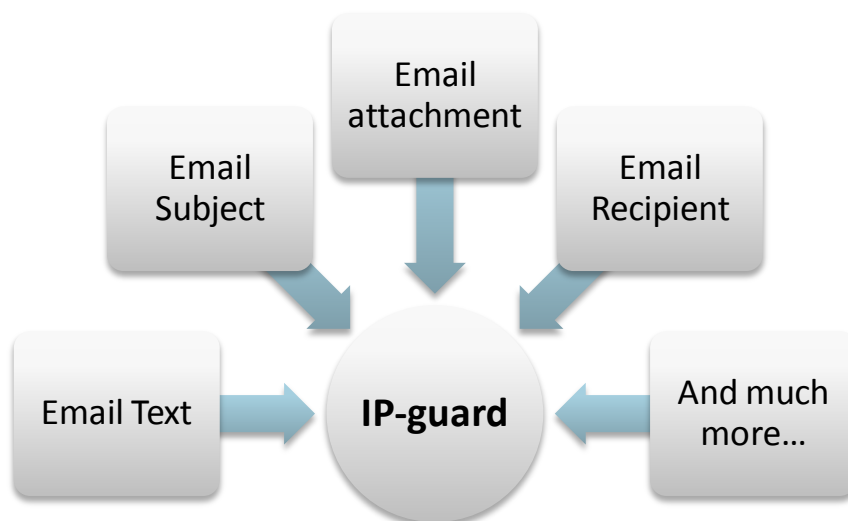 Email
attachment
Email
Subject
Email
Recipient
Email Text
IP-guard
And much
more...